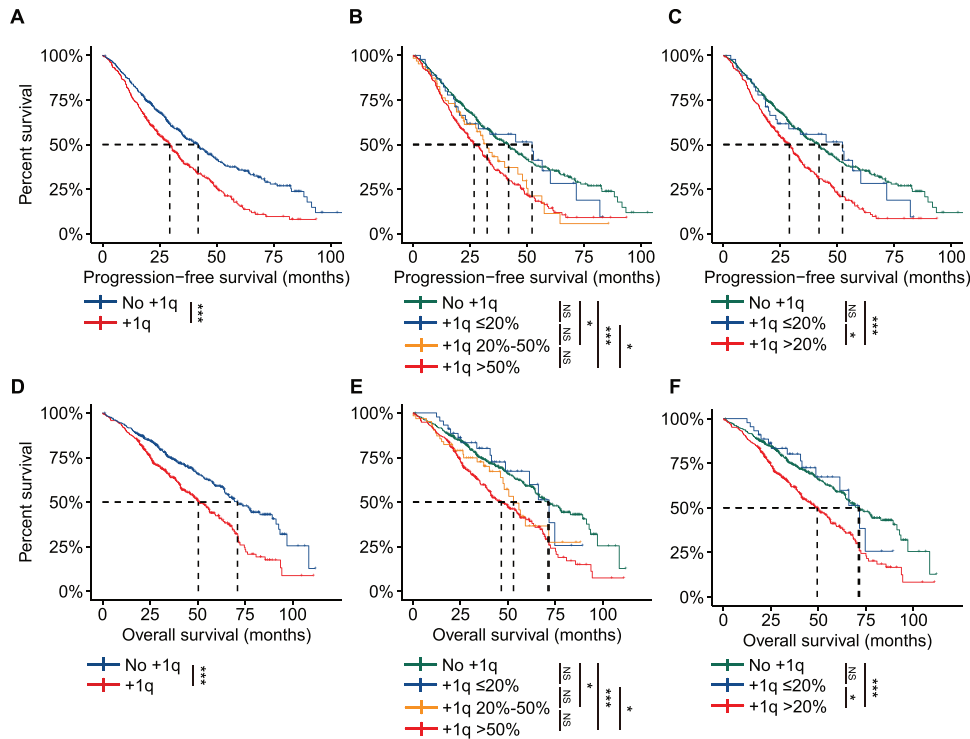 A
B
C
Percent survival
100%
75%
50%
25%
0%
0 25 50 75 100
Progression−free survival (months)
No +1q
+1q
***
100%
75%
50%
25%
0%
0 25 50 75 100
Progression−free survival (months)
No +1q
+1q ≤20%
+1q 20%-50%
+1q >50%
NS
NS
NS
*
***
*
100%
75%
50%
25%
0%
0 25 50 75 100
Progression−free survival (months)
No +1q
+1q ≤20%
+1q >20%
NS
*
***
D
E
F
Percent survival
100%
75%
50%
25%
0%
0 25 50 75 100
Overall survival (months)
No +1q
+1q
***
100%
75%
50%
25%
0%
0 25 50 75 100
Overall survival (months)
No +1q
+1q ≤20%
+1q 20%-50%
+1q >50%
NS
NS
NS
*
***
*
100%
75%
50%
25%
0%
0 25 50 75 100
Overall survival (months)
No +1q
+1q ≤20%
+1q >20%
NS
*
***